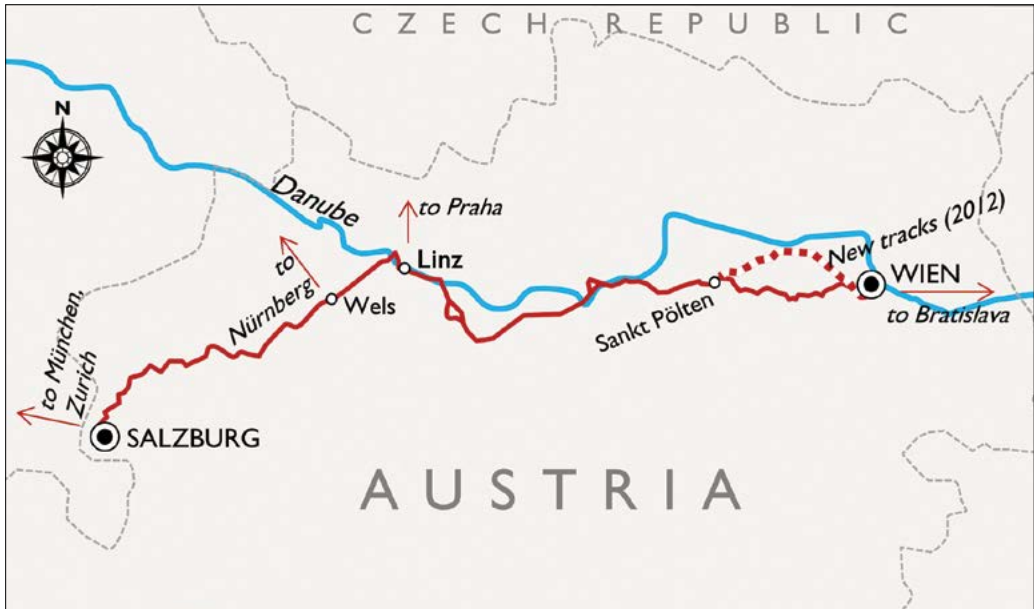 CZECH REPUBLIC
N
Danube
to Praha
Linz
New tracks (2012)
WIEN
to Bratislava
to
Nürnberg
Wels
Sankt Pölten
to München,
Zurich
SALZBURG
AUSTRIA